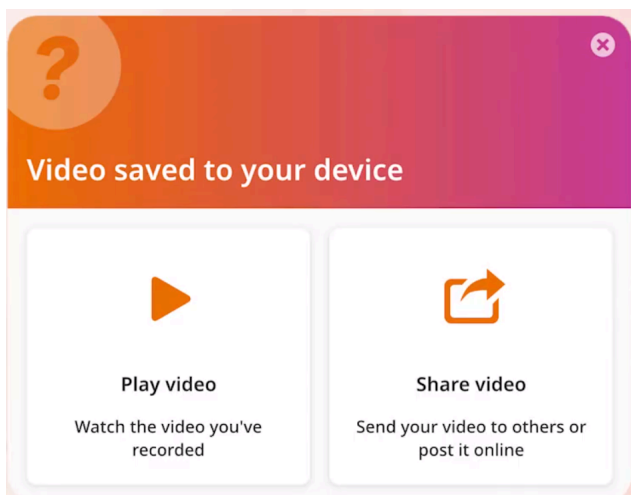 ?
Video saved to your device
Play video
Watch the video you've
recorded
Share video
Send your video to others or
post it online